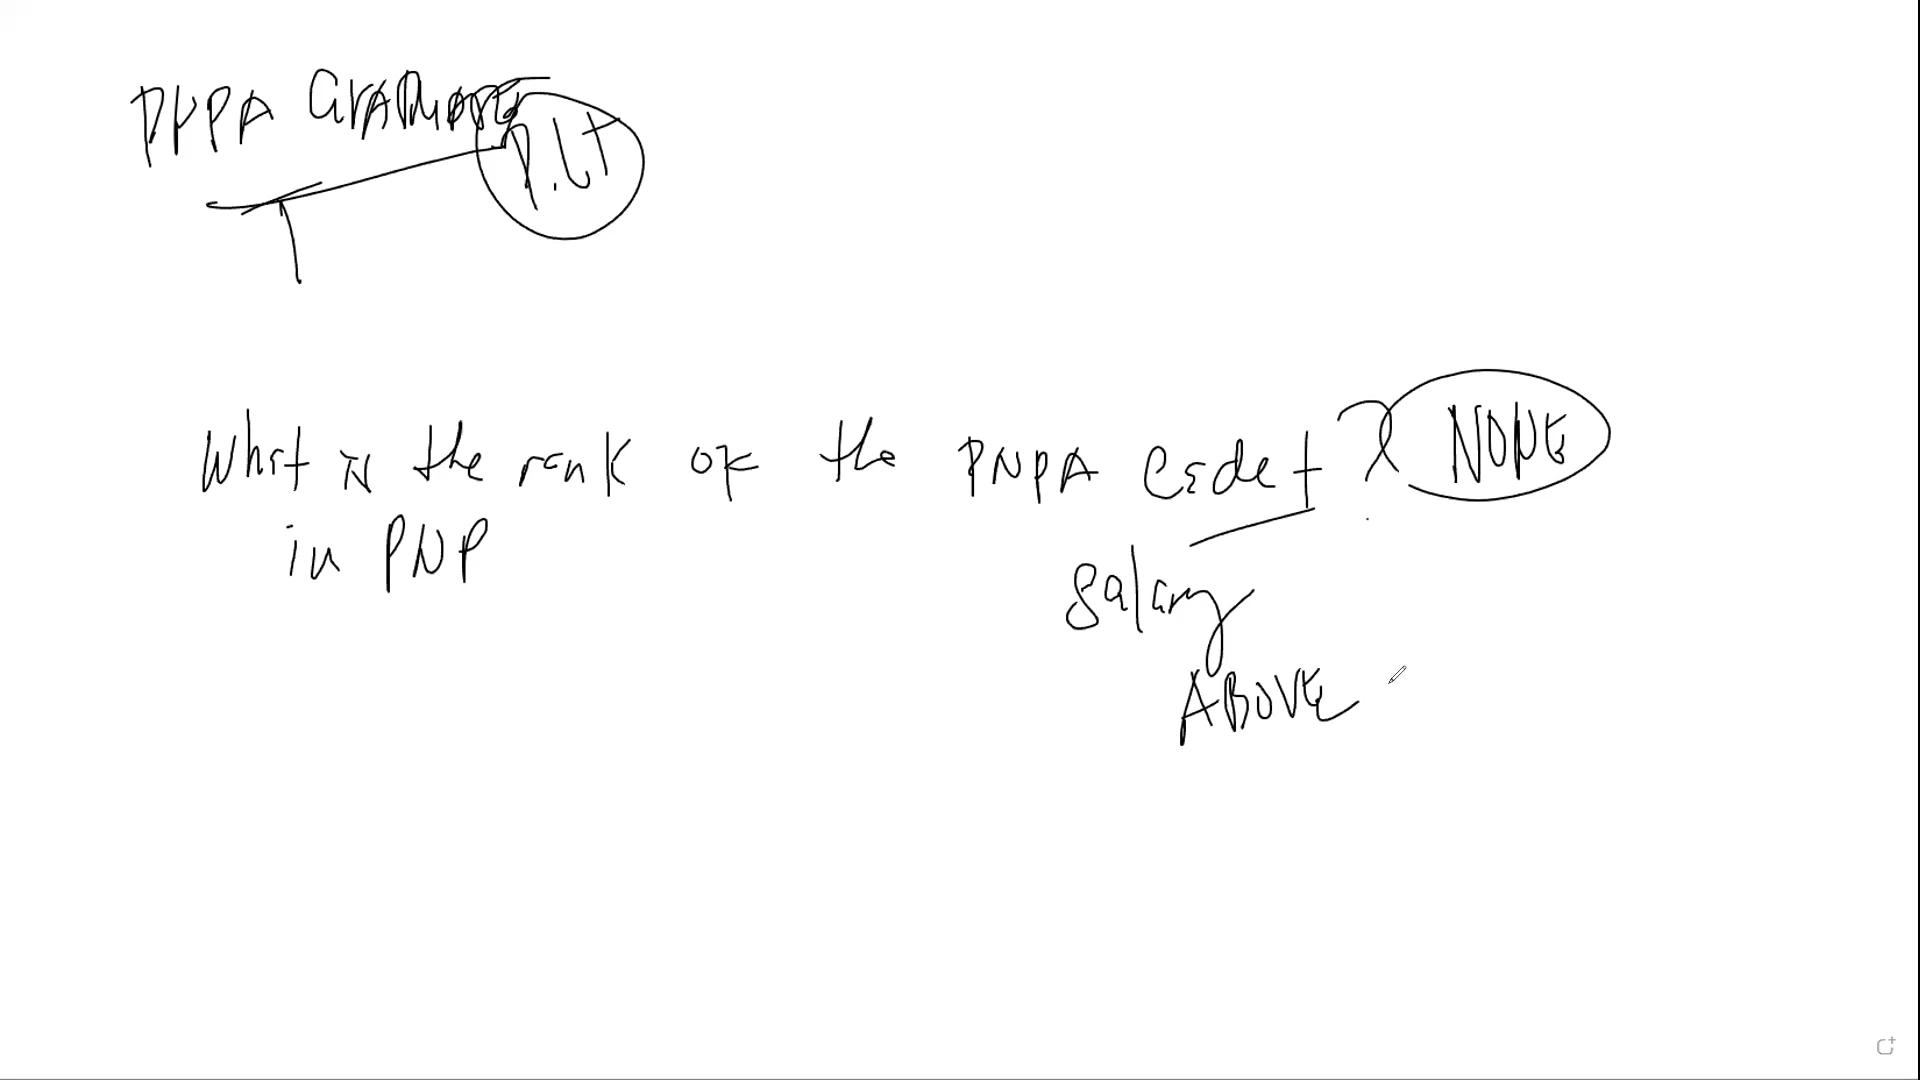 PNPA GRADUATE
P.LT
What is the rank of the PNPA Cadet? NONE
in PNP
salary
ABOVE